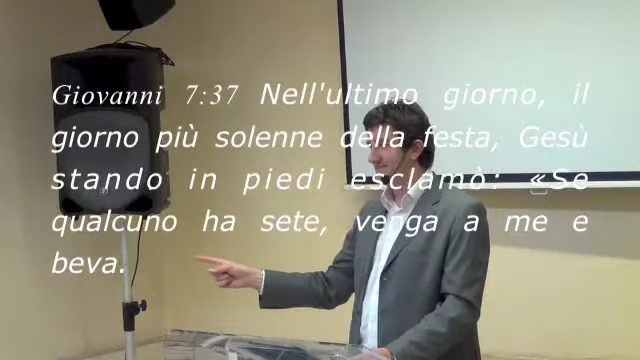 Giovanni 7:37 Nell'ultimo giorno, il
giorno più solenne della festa, Gesù
stando in piedi esclamò: «Se
qualcuno ha sete, venga a me e
beva.